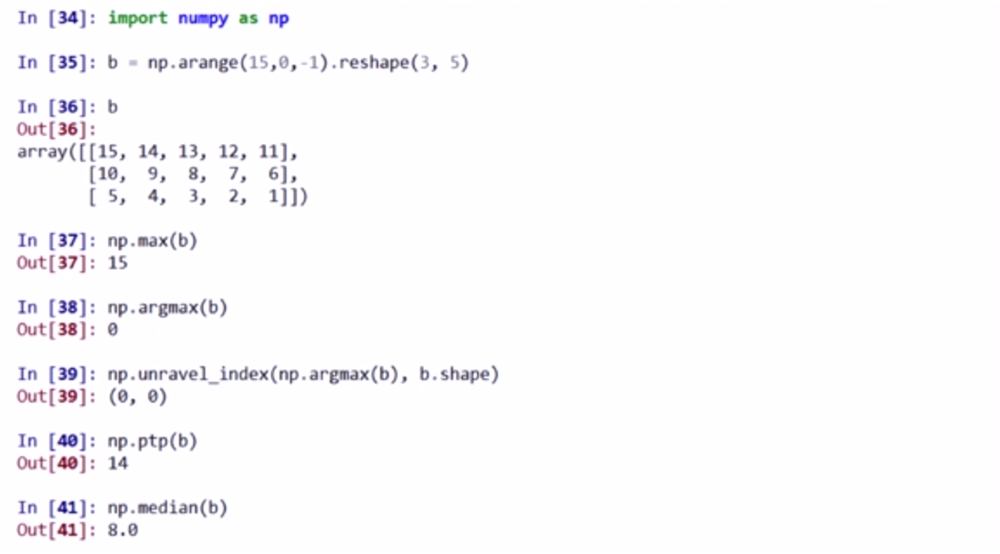 In [34]: import numpy as np
In [35]: b = np.arange(15,0,-1).reshape(3, 5)
In [36]: b
Out[36]:
array([[15, 14, 13, 12, 11],
       [10,  9,  8,  7,  6],
       [ 5,  4,  3,  2,  1]])
In [37]: np.max(b)
Out[37]: 15
In [38]: np.argmax(b)
Out[38]: 0
In [39]: np.unravel_index(np.argmax(b), b.shape)
Out[39]: (0, 0)
In [40]: np.ptp(b)
Out[40]: 14
In [41]: np.median(b)
Out[41]: 8.0